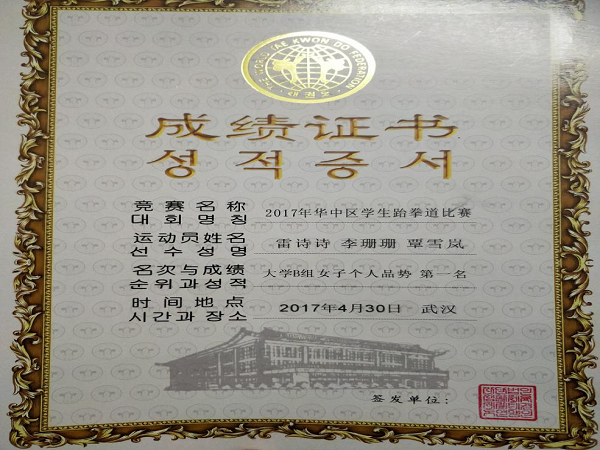 TAE KWON DO FEDERATION
成绩证书
성적증서
竞赛名称
대회명칭
2017年华中区学生跆拳道比赛
运动员姓名
선수성명
雷诗诗 李珊珊 覃雪岚
名次与成绩
순위과성적
大学B组女子个人品势 第一名
时间地点
시간과장소
2017年4月30日 武汉
签发单位: